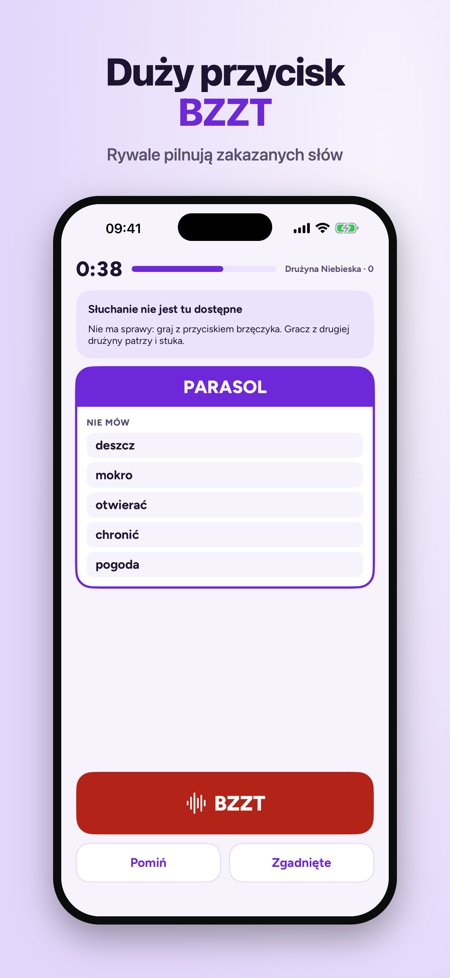 Duży przycisk
BZZT
Rywale pilnują zakazanych słów
09:41
0:38
Drużyna Niebieska · 0
Słuchanie nie jest tu dostępne
Nie ma sprawy: graj z przyciskiem brzęczyka. Gracz z drugiej
drużyny patrzy i stuka.
PARASOL
NIE MÓW
deszcz
mokro
otwierać
chronić
pogoda
BZZT
Pomiń
Zgadnięte